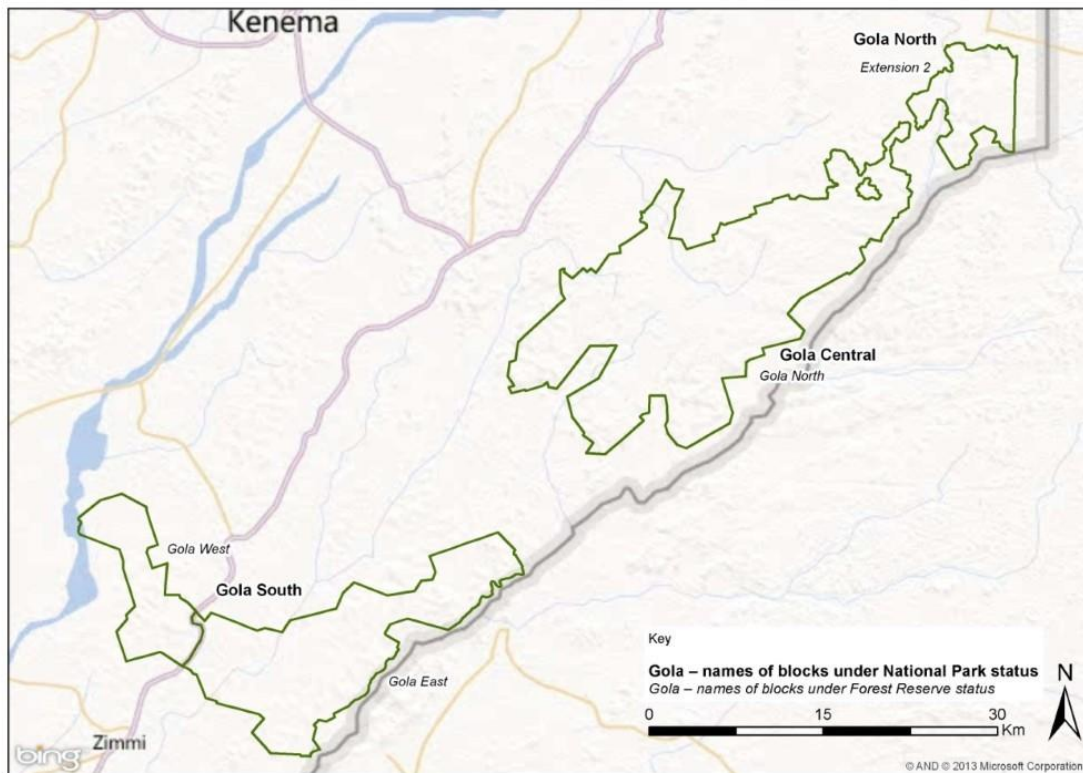 Kenema
Gola North
Extension 2
Gola Central
Gola North
Gola West
Gola South
Gola East
Zimmi
bing
Key
Gola – names of blocks under National Park status
Gola – names of blocks under Forest Reserve status
N
0 15 30
Km
© AND © 2013 Microsoft Corporation